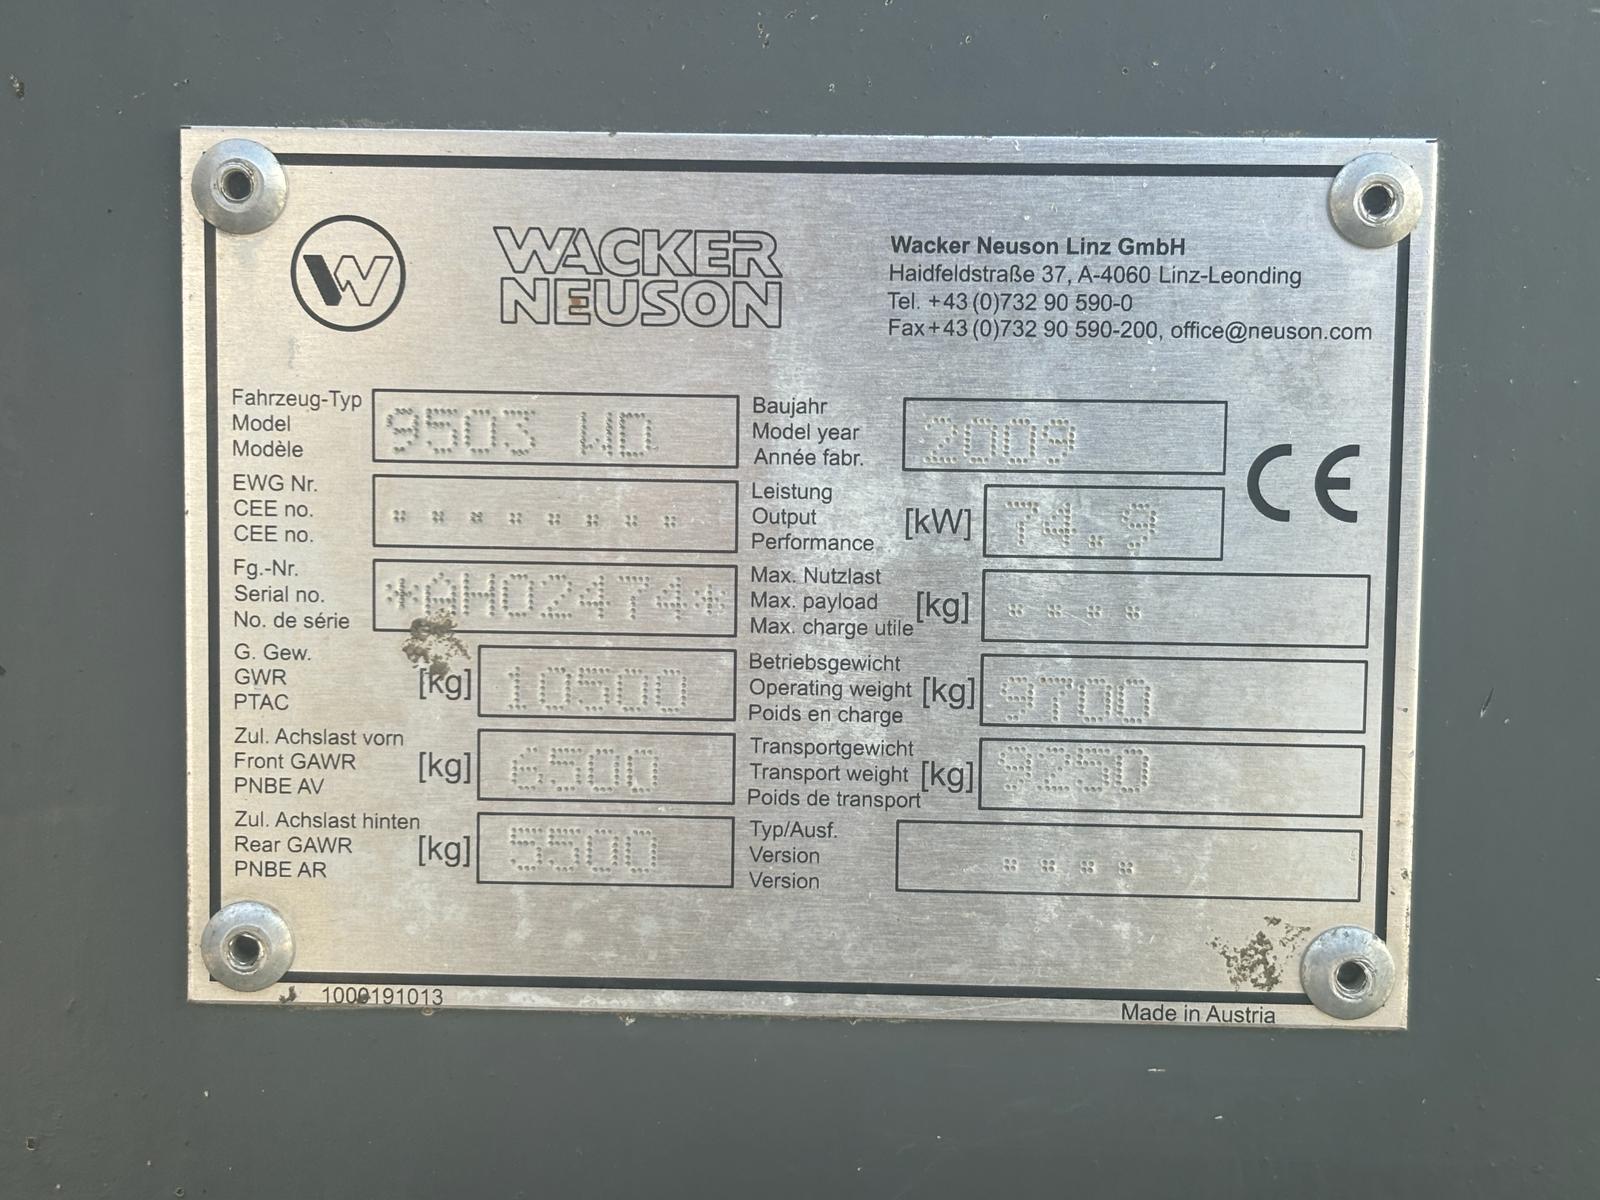 W
WACKER
NEUSON
Wacker Neuson Linz GmbH
Haidfeldstraße 37, A-4060 Linz-Leonding
Tel. +43 (0)732 90 590-0
Fax +43 (0)732 90 590-200, office@neuson.com
Fahrzeug-Typ
Model
Modèle
9503 WD
Baujahr
Model year
Année fabr.
2009
CE
EWG Nr.
CEE no.
CEE no.
Leistung
Output
Performance
[kW]
74.9
Fg.-Nr.
Serial no.
No. de série
*AH02474*
Max. Nutzlast
Max. payload
Max. charge utile
[kg]
G. Gew.
GWR
PTAC
[kg]
10500
Betriebsgewicht
Operating weight
Poids en charge
[kg]
9700
Zul. Achslast vorn
Front GAWR
PNBE AV
[kg]
6500
Transportgewicht
Transport weight
Poids de transport
[kg]
9250
Zul. Achslast hinten
Rear GAWR
PNBE AR
[kg]
5500
Typ/Ausf.
Version
Version
1000191013
Made in Austria